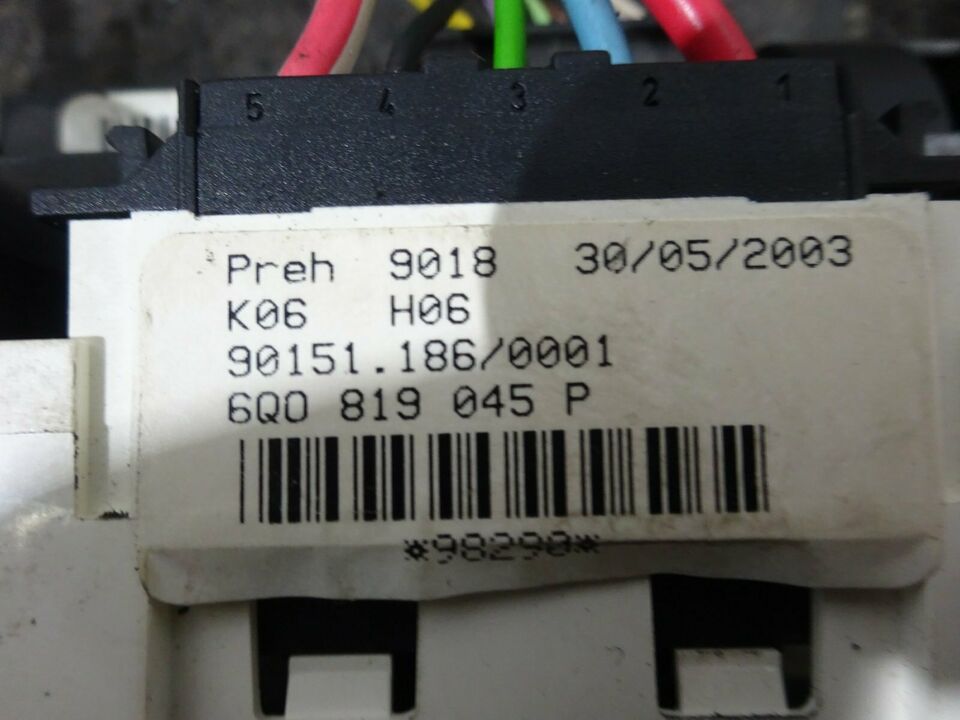 5 4 3 2 1
Preh 9018 30/05/2003
K06 H06
90151.186/0001
6Q0 819 045 P
*98290*